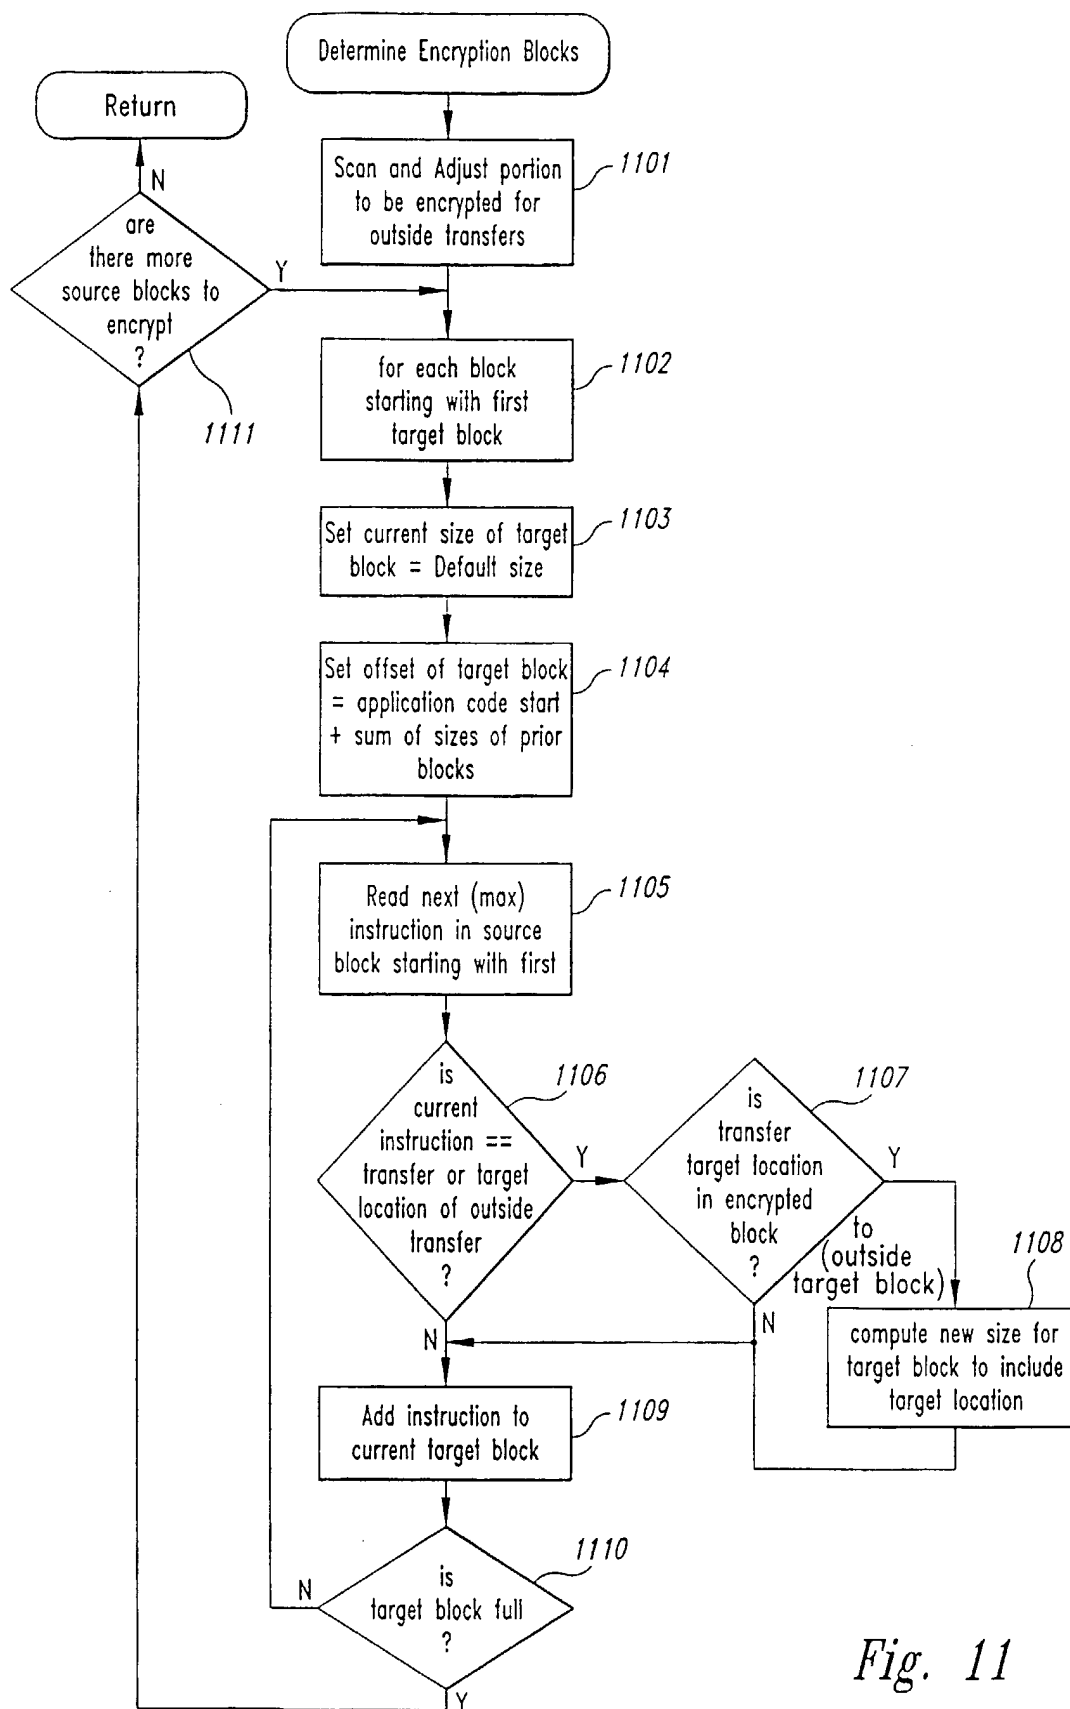 Determine Encryption Blocks
Return
Scan and Adjust portion
to be encrypted for
outside transfers
1101
N
are
there more
source blocks to
encrypt
?
Y
1111
for each block
starting with first
target block
1102
Set current size of target
block = Default size
1103
Set offset of target block
= application code start
+ sum of sizes of prior
blocks
1104
Read next (max)
instruction in source
block starting with first
1105
is
current
instruction ==
transfer or target
location of outside
transfer
?
1106
Y
N
is
transfer
target location
in encrypted
block
?
1107
Y
to
(outside
target block)
N
1108
compute new size for
target block to include
target location
Add instruction to
current target block
1109
is
target block full
?
1110
N
Y
Fig. 11